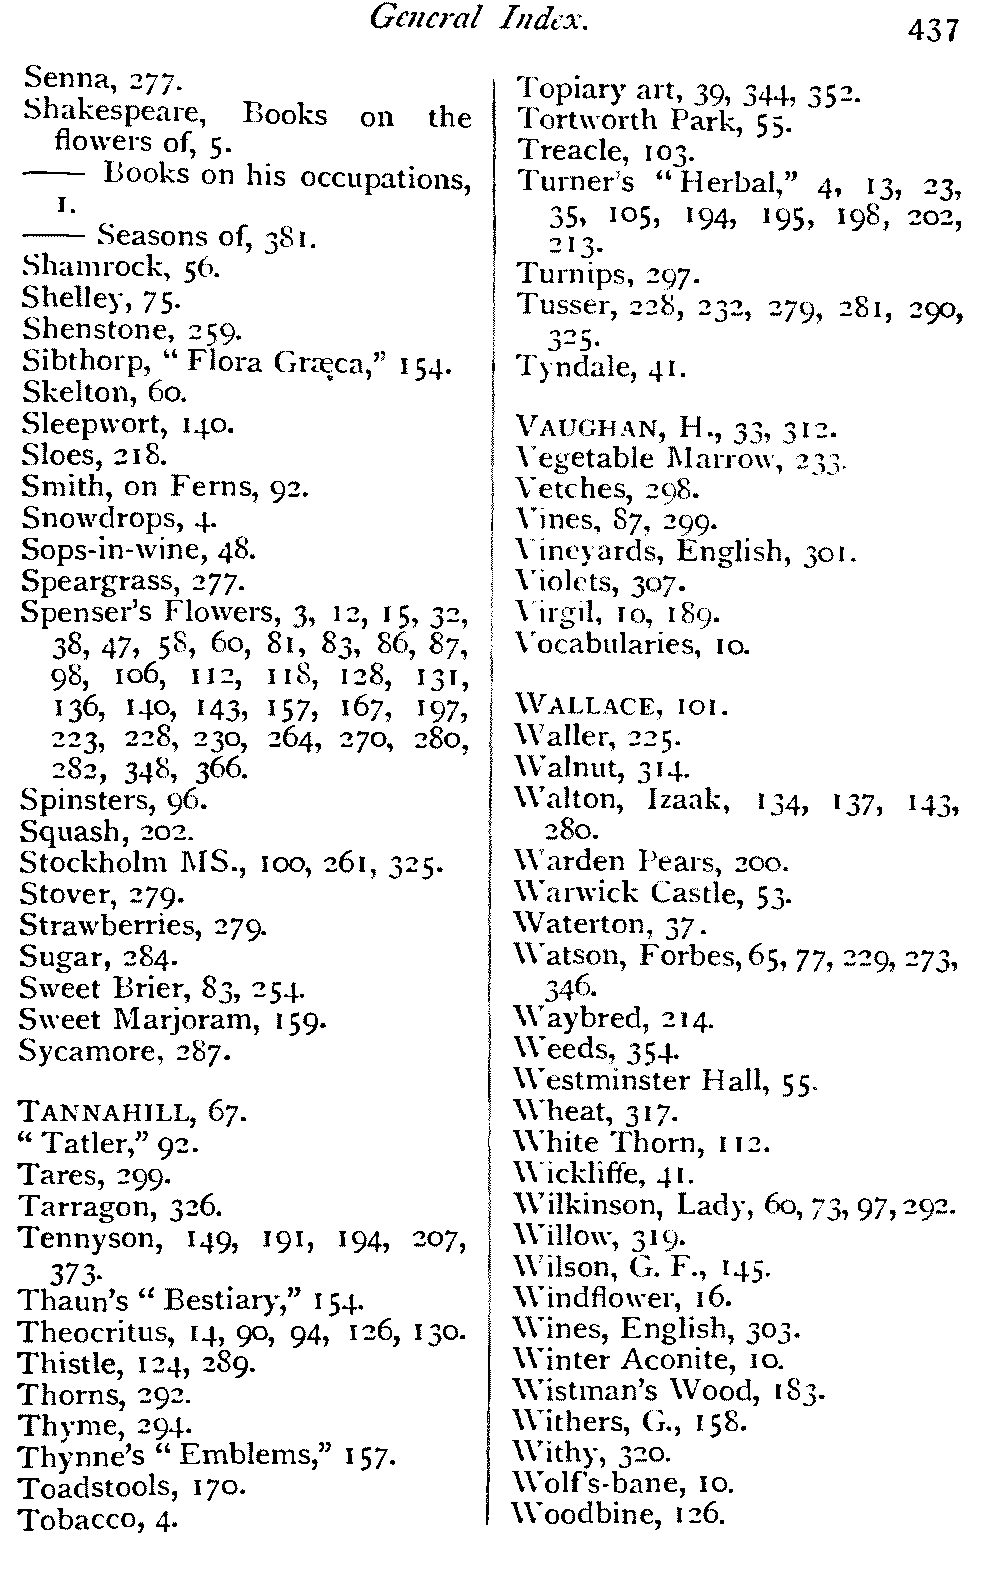 General Index.
437
Senna, 277.
Shakespeare, Books on the
flowers of, 5.
—— Books on his occupations,
1.
—— Seasons of, 381.
Shamrock, 56.
Shelley, 75.
Shenstone, 259.
Sibthorp, “ Flora Græca,” 154.
Skelton, 60.
Sleepwort, 140.
Sloes, 218.
Smith, on Ferns, 92.
Snowdrops, 4.
Sops-in-wine, 48.
Speargrass, 277.
Spenser's Flowers, 3, 12, 15, 32,
38, 47, 58, 60, 81, 83, 86, 87,
98, 106, 112, 118, 128, 131,
136, 140, 143, 157, 167, 197,
223, 228, 230, 264, 270, 280,
282, 348, 366.
Spinsters, 96.
Squash, 202.
Stockholm MS., 100, 261, 325.
Stover, 279.
Strawberries, 279.
Sugar, 284.
Sweet Brier, 83, 254.
Sweet Marjoram, 159.
Sycamore, 287.
TANNAHILL, 67.
“ Tatler,” 92.
Tares, 299.
Tarragon, 326.
Tennyson, 149, 191, 194, 207,
373.
Thaun's “ Bestiary,” 154.
Theocritus, 14, 90, 94, 126, 130.
Thistle, 124, 289.
Thorns, 292.
Thyme, 294.
Thynne's “ Emblems,” 157.
Toadstools, 170.
Tobacco, 4.
Topiary art, 39, 344, 352.
Tortworth Park, 55.
Treacle, 103.
Turner's “ Herbal,” 4, 13, 23,
35, 105, 194, 195, 198, 202,
213.
Turnips, 297.
Tusser, 228, 232, 279, 281, 290,
325.
Tyndale, 41.
VAUGHAN, H., 33, 312.
Vegetable Marrow, 233.
Vetches, 298.
Vines, 87, 299.
Vineyards, English, 301.
Violets, 307.
Virgil, 10, 189.
Vocabularies, 10.
WALLACE, 101.
Waller, 225.
Walnut, 314.
Walton, Izaak, 134, 137, 143,
280.
Warden Pears, 200.
Warwick Castle, 53.
Waterton, 37.
Watson, Forbes, 65, 77, 229, 273,
346.
Waybred, 214.
Weeds, 354.
Westminster Hall, 55.
Wheat, 317.
White Thorn, 112.
Wickliffe, 41.
Wilkinson, Lady, 60, 73, 97, 292.
Willow, 319.
Wilson, G. F., 145.
Windflower, 16.
Wines, English, 303.
Winter Aconite, 10.
Wistman's Wood, 183.
Withers, G., 158.
Withy, 320.
Wolf's-bane, 10.
Woodbine, 126.